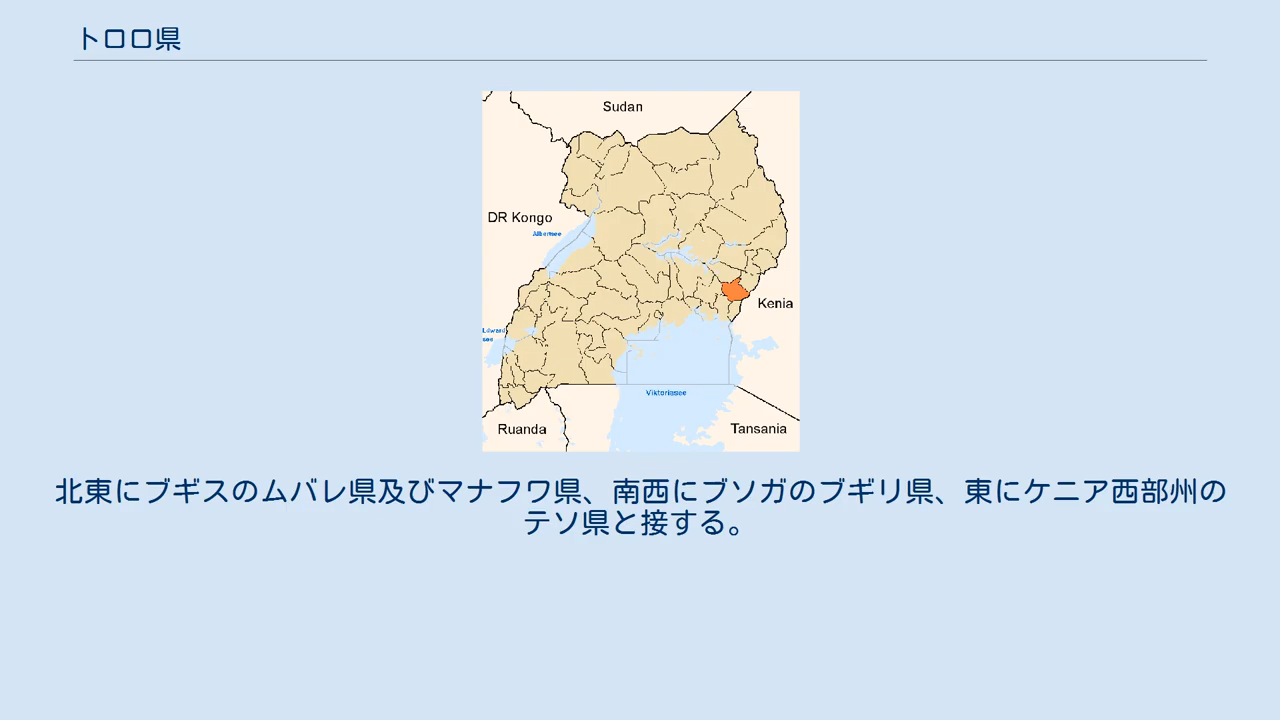 トロロ県
Sudan
DR Kongo
Albertsee
Kenia
Edward
see
Viktoriasee
Ruanda
Tansania
北東にブギスのムバレ県及びマナフワ県、南西にブソガのブギリ県、東にケニア西部州の
テソ県と接する。